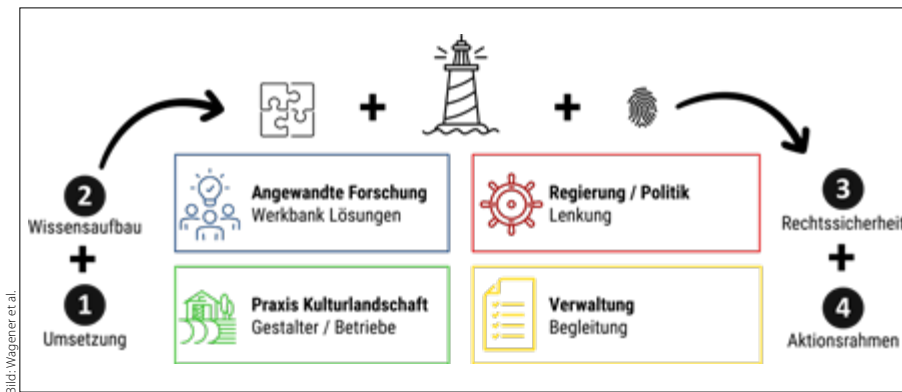 2
Wissensaufbau
1
Umsetzung
Angewandte Forschung
Werkbank Lösungen
Regierung / Politik
Lenkung
Praxis Kulturlandschaft
Gestalter / Betriebe
Verwaltung
Begleitung
3
Rechtssicherheit
4
Aktionsrahmen
Bild: Wagener et al.